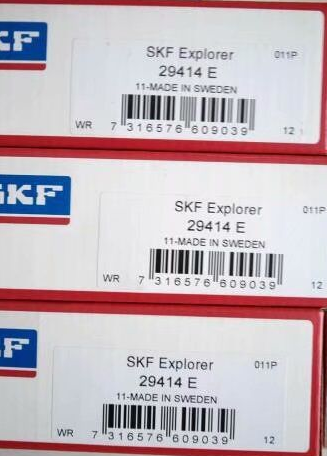 SKF
SKF Explorer
011P
29414 E
11-MADE IN SWEDEN
WR 7 316576 609039 12
SKF
SKF Explorer
011P
29414 E
11-MADE IN SWEDEN
WR 7 316576 609039 12
SKF
SKF Explorer
011P
29414 E
11-MADE IN SWEDEN
WR 7 316576 609039 12